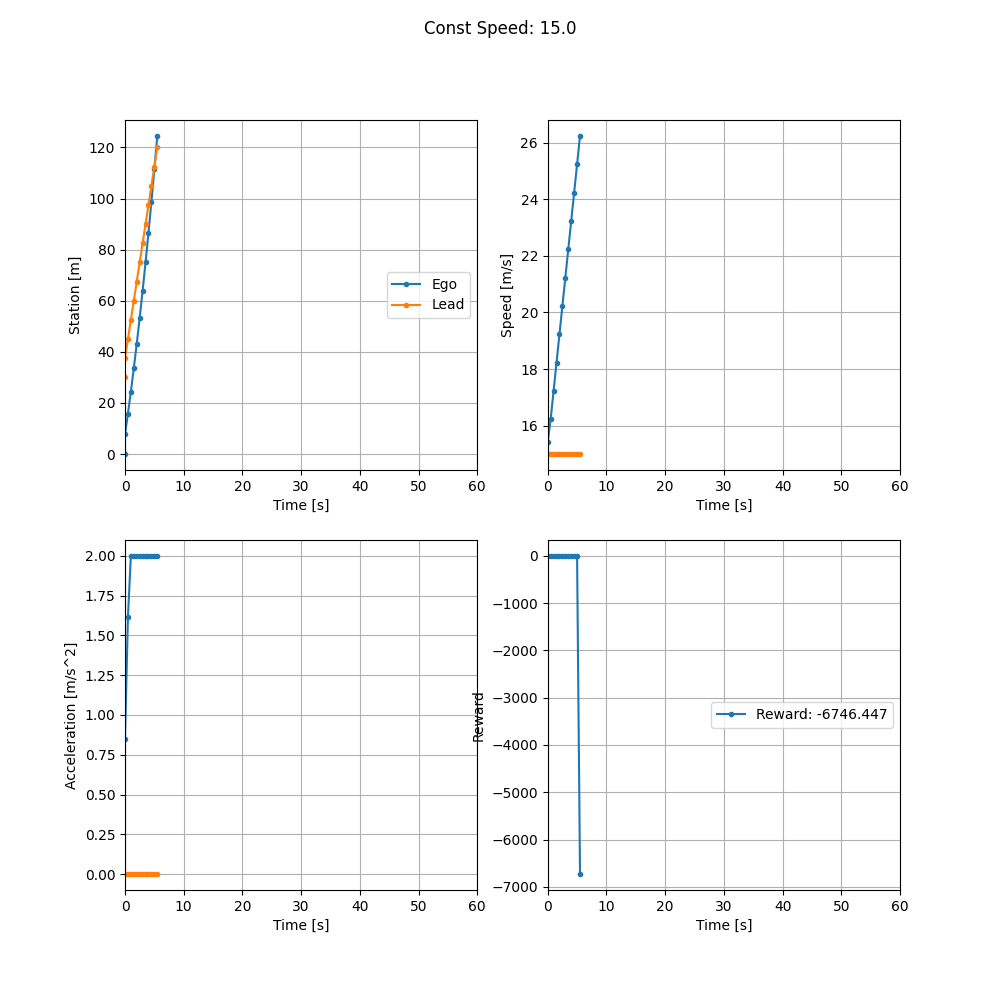 Const Speed: 15.0
Station [m]
120
100
80
60
40
20
0
Ego
Lead
0 10 20 30 40 50 60
Time [s]
Speed [m/s]
26
24
22
20
18
16
0 10 20 30 40 50 60
Time [s]
Acceleration [m/s^2]
2.00
1.75
1.50
1.25
1.00
0.75
0.50
0.25
0.00
0 10 20 30 40 50 60
Time [s]
Reward
0
−1000
−2000
−3000
−4000
−5000
−6000
−7000
Reward: -6746.447
0 10 20 30 40 50 60
Time [s]